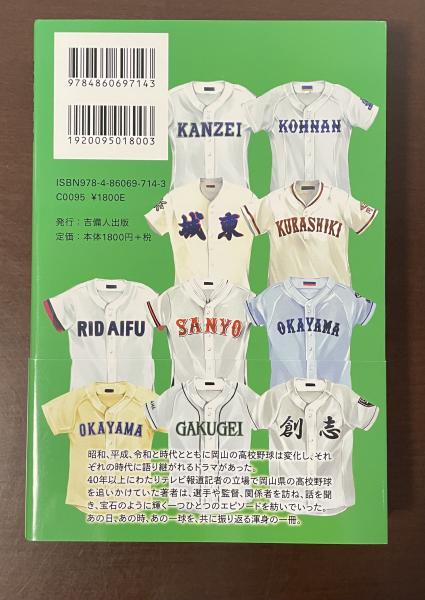 9784860697143
1920095018003
ISBN978-4-86069-714-3
C0095 ¥1800E
発行：吉備人出版
定価：本体1800円+税
KANZEI
KOHNAN
城東
KURASHIKI
RIDAIFU
SANYO
OKAYAMA
OKAYAMA
GAKUGEI
創志
昭和、平成、令和と時代とともに岡山の高校野球は変化し、それ
ぞれの時代に語り継がれるドラマがあった。
40年以上にわたりテレビ報道記者の立場で岡山県の高校野球
を追いかけていた著者は、選手や監督、関係者を訪ね、話を聞
き、宝石のように輝く一つひとつのエピソードを紡いでいった。
あの日、あの時、あの一球を、共に振り返る渾身の一冊。